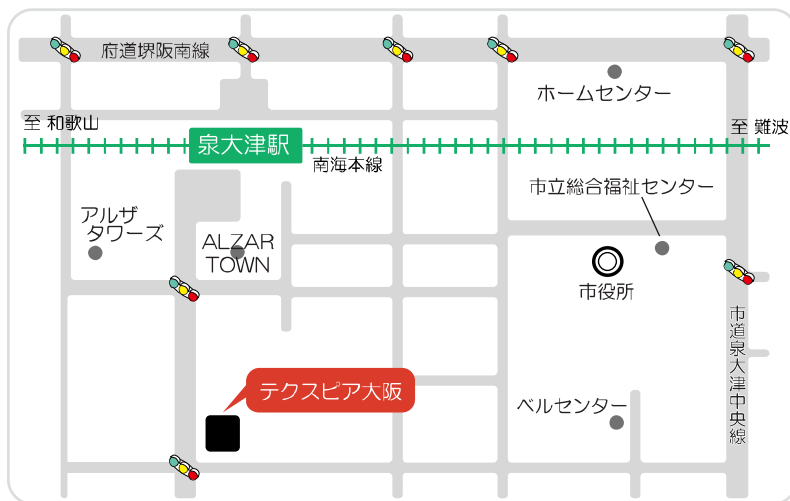 府道堺阪南線
ホームセンター
至 和歌山
至 難波
泉大津駅
南海本線
市立総合福祉センター
アルザ
タワーズ
ALZAR
TOWN
市役所
市道泉大津中央線
テクスピア大阪
ベルセンター